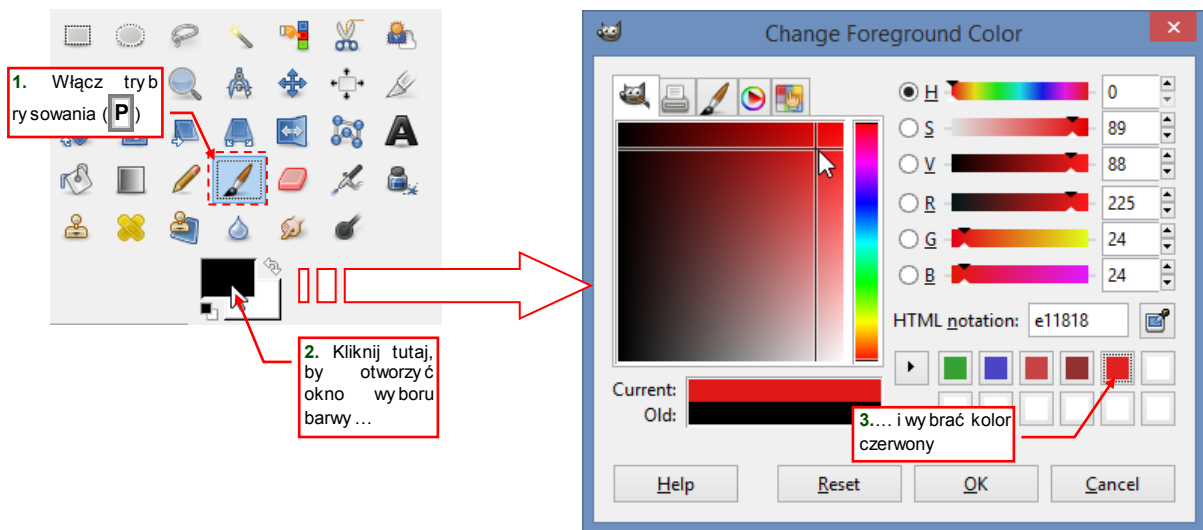 1. Włącz tryb
rysowania (P)
2. Kliknij tutaj,
by otworzyć
okno wyboru
barwy…
Change Foreground Color
H 0
S 89
V 88
R 225
G 24
B 24
HTML notation: e11818
Current:
Old:
3.… i wybrać kolor
czerwony
Help Reset OK Cancel